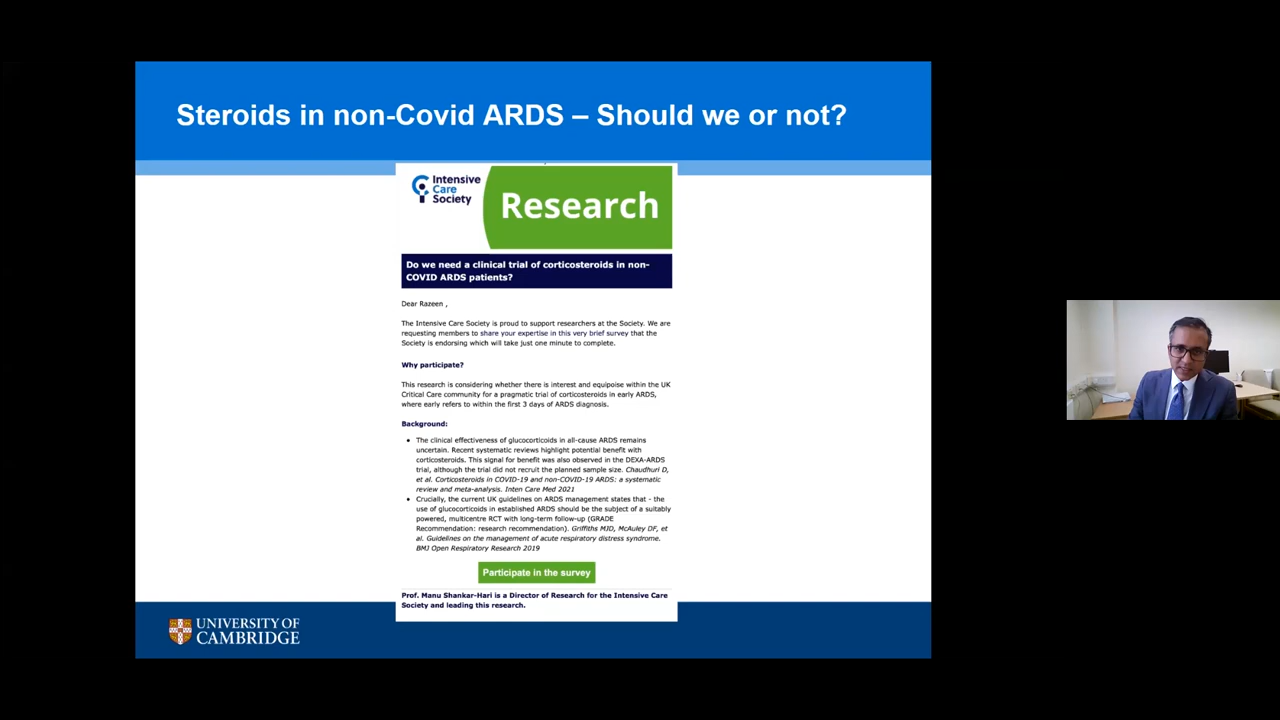 Steroids in non-Covid ARDS – Should we or not?
Intensive
Care
Society
Research
Do we need a clinical trial of corticosteroids in non-
COVID ARDS patients?
Dear Razeen ,
The Intensive Care Society is proud to support researchers at the Society. We are
requesting members to share your expertise in this very brief survey that the
Society is endorsing which will take just one minute to complete.
Why participate?
This research is considering whether there is interest and equipoise within the UK
Critical Care community for a pragmatic trial of corticosteroids in early ARDS,
where early refers to within the first 3 days of ARDS diagnosis.
Background:
• The clinical effectiveness of glucocorticoids in all-cause ARDS remains
uncertain. Recent systematic reviews highlight potential benefit with
corticosteroids. This signal for benefit was also observed in the DEXA-ARDS
trial, although the trial did not recruit the planned sample size. Chaudhuri D,
et al. Corticosteroids in COVID-19 and non-COVID-19 ARDS: a systematic
review and meta-analysis. Inten Care Med 2021
• Crucially, the current UK guidelines on ARDS management states that - the
use of glucocorticoids in established ARDS should be the subject of a suitably
powered, multicentre RCT with long-term follow-up (GRADE
Recommendation: research recommendation). Griffiths MJD, McAuley DF, et
al. Guidelines on the management of acute respiratory distress syndrome.
BMJ Open Respiratory Research 2019
Participate in the survey
Prof. Manu Shankar-Hari is a Director of Research for the Intensive Care
Society and leading this research.
UNIVERSITY OF
CAMBRIDGE